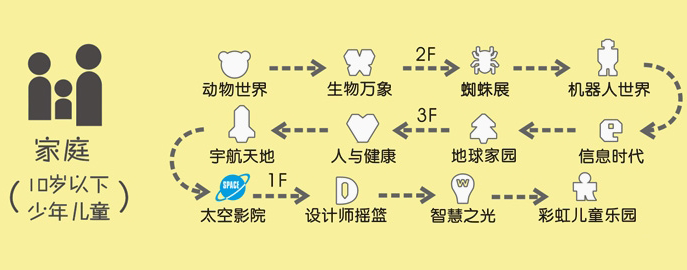 家庭
(10岁以下
少年儿童)
2F
动物世界
生物万象
蜘蛛展
机器人世界
3F
宇航天地
人与健康
地球家园
信息时代
e
SPACE
1F
D
W
太空影院
设计师摇篮
智慧之光
彩虹儿童乐园